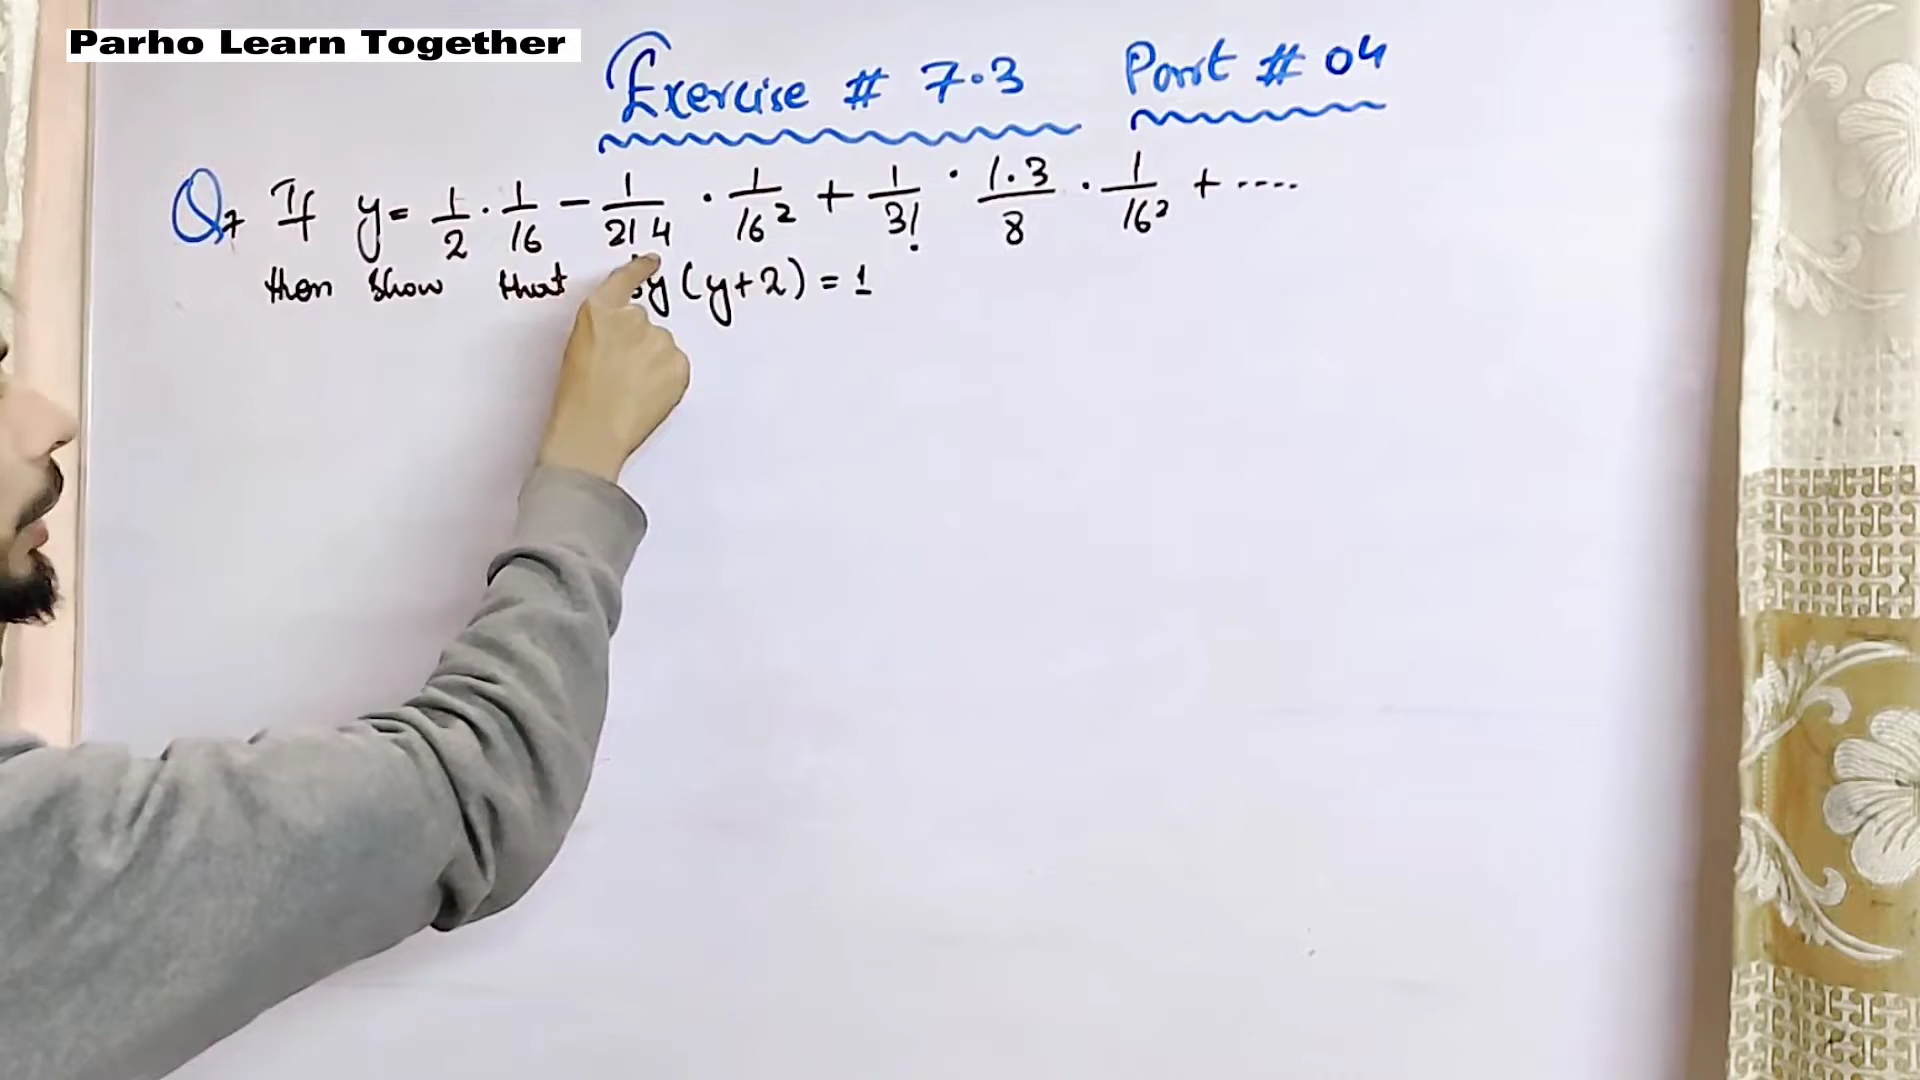 Parho Learn Together
Exercise # 7.3 Part # 04
Q7 If y = 1/2 · 1/16 - 1/2!4 · 1/16² + 1/3! · 1.3/8 · 1/16² + ....
then show that y(y+2) = 1